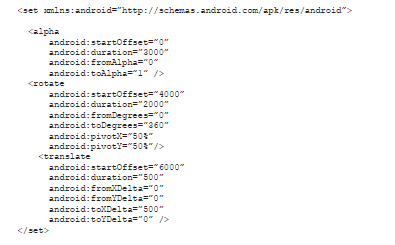 <set xmlns:android="http://schemas.android.com/apk/res/android">
<alpha
android:startOffset="0"
android:duration="3000"
android:fromAlpha="0"
android:toAlpha="1" />
<rotate
android:startOffset="4000"
android:duration="2000"
android:fromDegrees="0"
android:toDegrees="360"
android:pivotX="50%"
android:pivotY="50%"/>
<translate
android:startOffset="6000"
android:duration="500"
android:fromXDelta="0"
android:fromYDelta="0"
android:toXDelta="500"
android:toYDelta="0" />
</set>